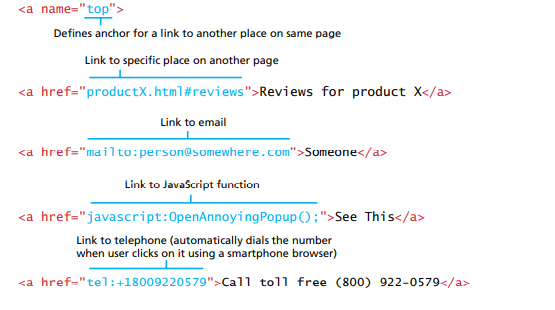 <a name="top">
Defines anchor for a link to another place on same page
Link to specific place on another page
<a href="productX.html#reviews">Reviews for product X</a>
Link to email
<a href="mailto:person@somewhere.com">Someone</a>
Link to JavaScript function
<a href="javascript:OpenAnnoyingPopup();">See This</a>
Link to telephone (automatically dials the number
when user clicks on it using a smartphone browser)
<a href="tel:+18009220579">Call toll free (800) 922-0579</a>